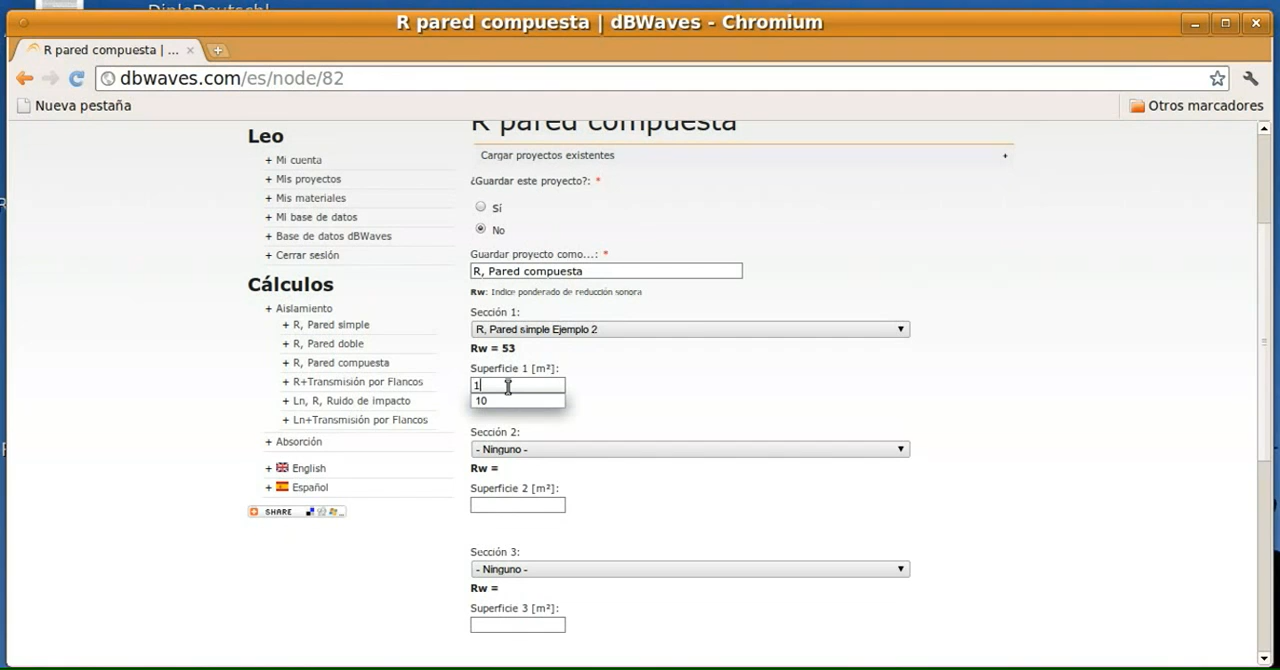 R pared compuesta | dBWaves - Chromium
R pared compuesta | ...
dbwaves.com/es/node/82
Nueva pestaña
Otros marcadores
R pared compuesta
Leo
+ Mi cuenta
+ Mis proyectos
+ Mis materiales
+ Mi base de datos
+ Base de datos dBWaves
+ Cerrar sesión
Cálculos
+ Aislamiento
+ R, Pared simple
+ R, Pared doble
+ R, Pared compuesta
+ R+Transmisión por Flancos
+ Ln, R, Ruido de impacto
+ Ln+Transmisión por Flancos
+ Absorción
+ English
+ Español
SHARE
Cargar proyectos existentes
+
¿Guardar este proyecto?: *
Sí
No
Guardar proyecto como...: *
R, Pared compuesta
Rw: Indice ponderado de reducción sonora
Sección 1:
R, Pared simple Ejemplo 2
Rw = 53
Superficie 1 [m²]:
1
10
Sección 2:
- Ninguno -
Rw =
Superficie 2 [m²]:
Sección 3:
- Ninguno -
Rw =
Superficie 3 [m²]: